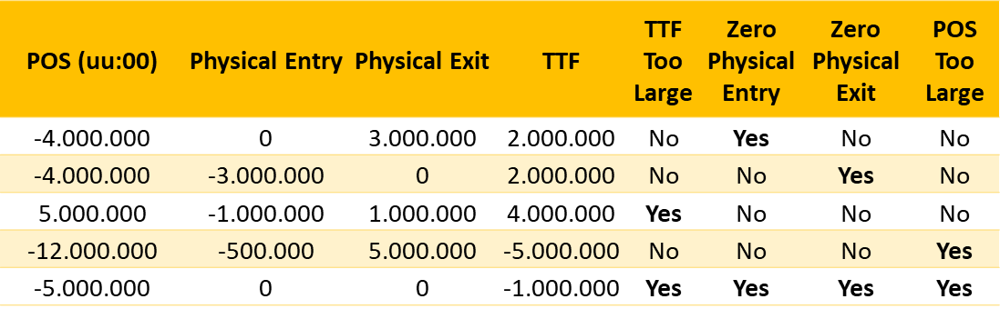 POS (uu:00) Physical Entry Physical Exit TTF TTF Too Large Zero Physical Entry Zero Physical Exit POS Too Large
-4.000.000 0 3.000.000 2.000.000 No Yes No No
-4.000.000 -3.000.000 0 2.000.000 No No Yes No
5.000.000 -1.000.000 1.000.000 4.000.000 Yes No No No
-12.000.000 -500.000 5.000.000 -5.000.000 No No No Yes
-5.000.000 0 0 -1.000.000 Yes Yes Yes Yes